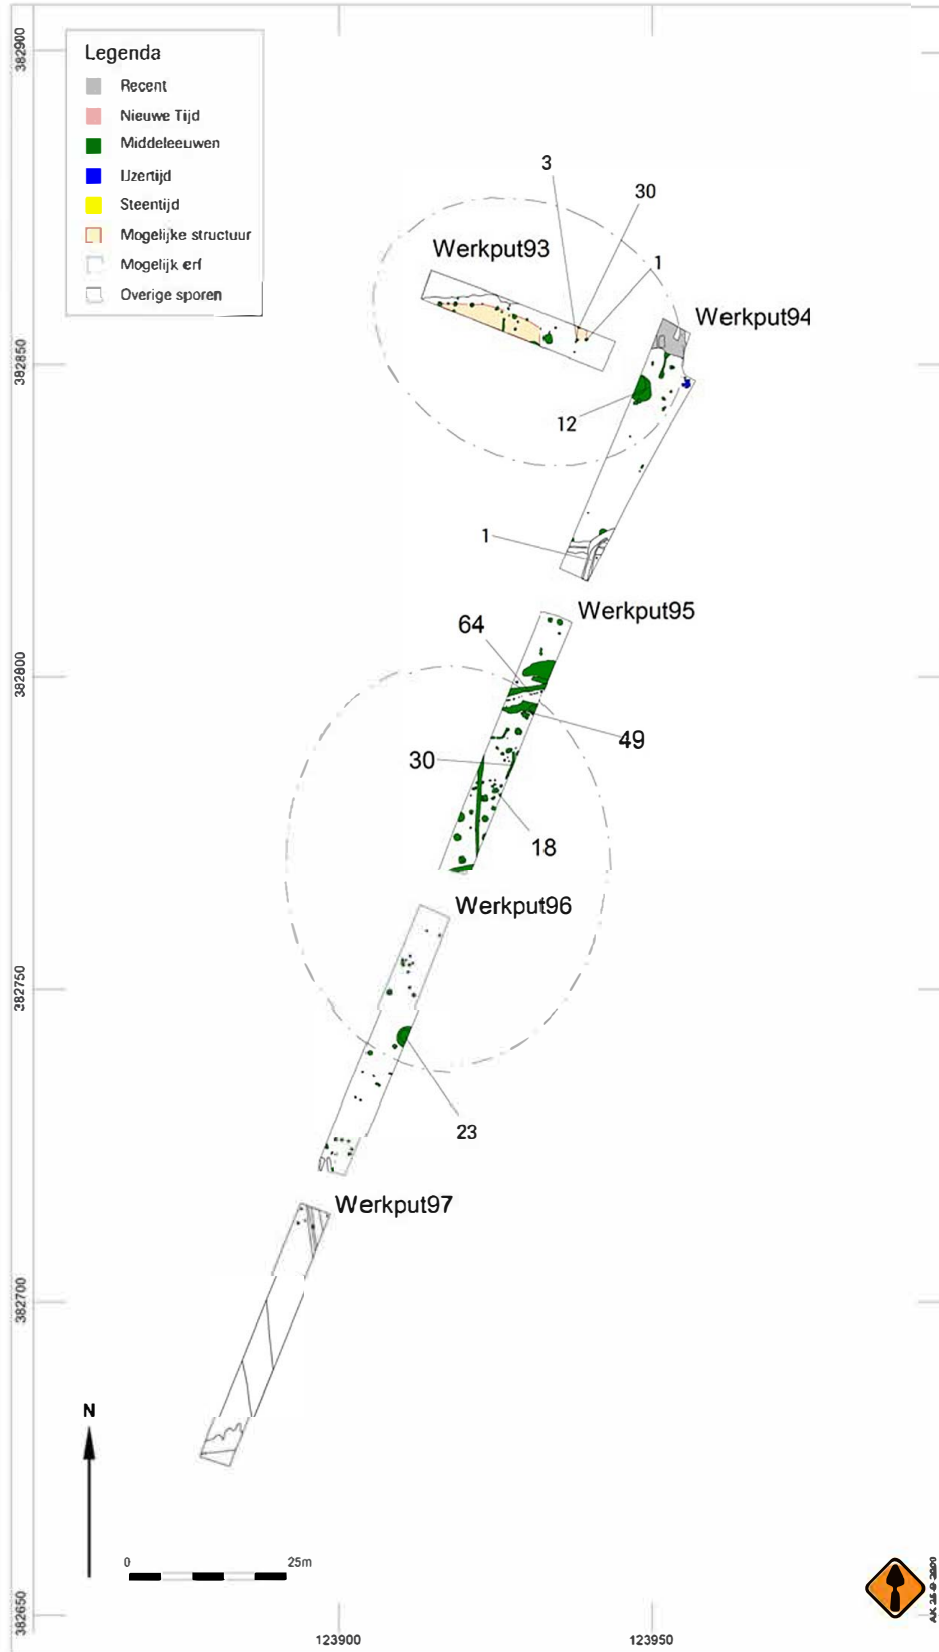 382900
Legenda
Recent
Nieuwe Tijd
Middeleeuwen
IJzertijd
Steentijd
Mogelijke structuur
Mogelijk erf
Overige sporen
3
30
Werkput93
1
Werkput94
382850
12
1
Werkput95
64
382800
49
30
18
Werkput96
382750
23
Werkput97
382700
N
0 25m
382650
123900 123950